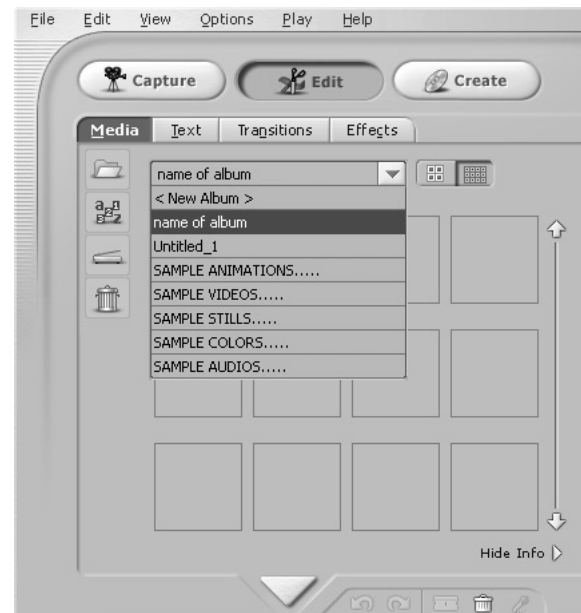 File Edit View Options Play Help
Capture Edit Create
Media Text Transitions Effects
name of album
< New Album >
name of album
Untitled_1
SAMPLE ANIMATIONS.....
SAMPLE VIDEOS.....
SAMPLE STILLS.....
SAMPLE COLORS.....
SAMPLE AUDIOS.....
Hide Info